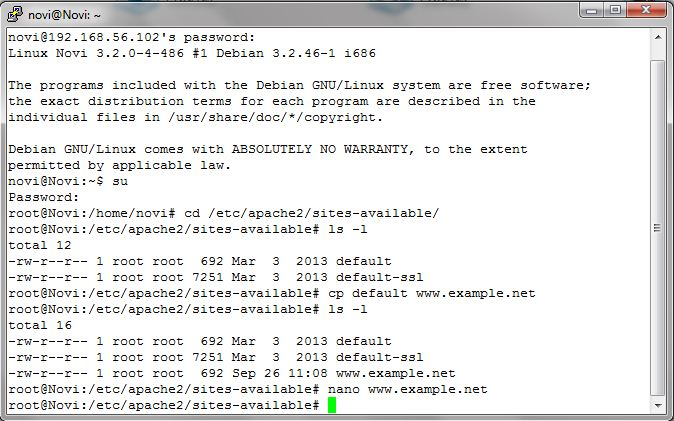 novi@Novi: ~
novi@192.168.56.102's password:
Linux Novi 3.2.0-4-486 #1 Debian 3.2.46-1 i686
The programs included with the Debian GNU/Linux system are free software;
the exact distribution terms for each program are described in the
individual files in /usr/share/doc/*/copyright.
Debian GNU/Linux comes with ABSOLUTELY NO WARRANTY, to the extent
permitted by applicable law.
novi@Novi:~$ su
Password:
root@Novi:/home/novi# cd /etc/apache2/sites-available/
root@Novi:/etc/apache2/sites-available# ls -l
total 12
-rw-r--r-- 1 root root  692 Mar  3  2013 default
-rw-r--r-- 1 root root 7251 Mar  3  2013 default-ssl
root@Novi:/etc/apache2/sites-available# cp default www.example.net
root@Novi:/etc/apache2/sites-available# ls -l
total 16
-rw-r--r-- 1 root root  692 Mar  3  2013 default
-rw-r--r-- 1 root root 7251 Mar  3  2013 default-ssl
-rw-r--r-- 1 root root  692 Sep 26 11:08 www.example.net
root@Novi:/etc/apache2/sites-available# nano www.example.net
root@Novi:/etc/apache2/sites-available#